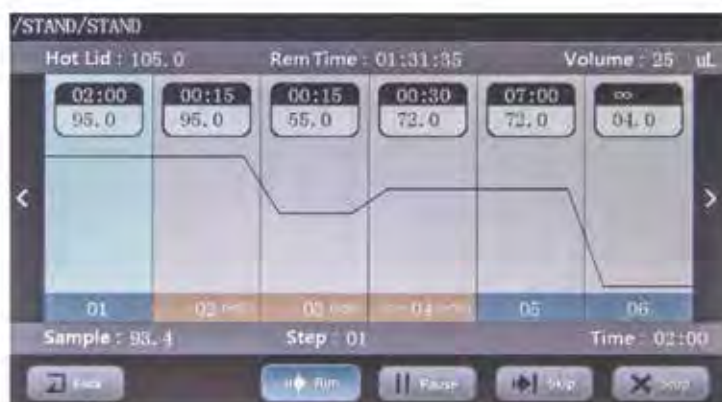 /STAND/STAND
Hot Lid : 105.0 Rem Time : 01:31:35 Volume : 25 uL
02:00 00:15 00:15 00:30 07:00 ∞
95.0 95.0 55.0 72.0 72.0 04.0
01 02 03 04 05 06
Sample : 93.4 Step : 01 Time : 02:00
Back Run Pause Skip Stop